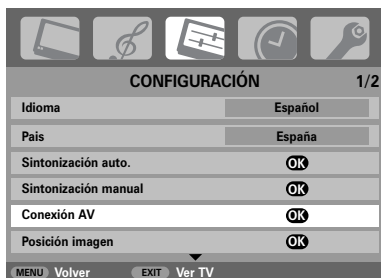 CONFIGURACIÓN 1/2
Idioma Español
Pais España
Sintonización auto. OK
Sintonización manual OK
Conexión AV OK
Posición imagen OK
MENU Volver EXIT Ver TV